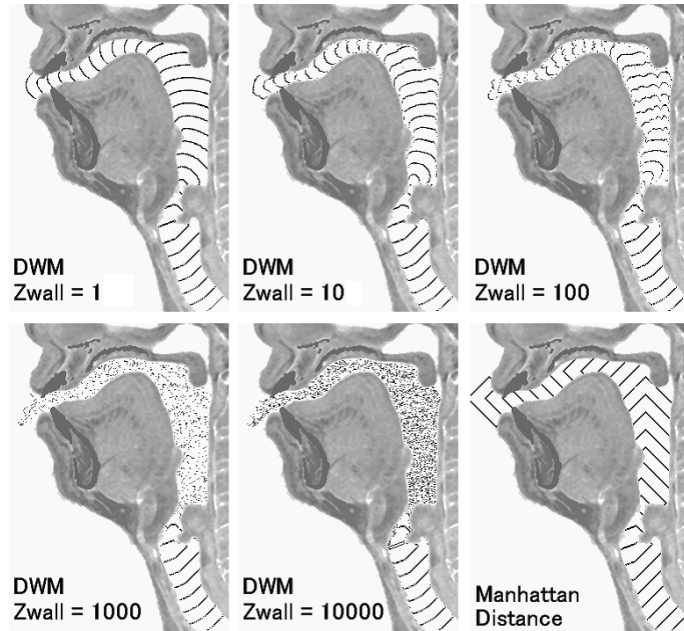 DWM
Zwall = 1
DWM
Zwall = 10
DWM
Zwall = 100
DWM
Zwall = 1000
DWM
Zwall = 10000
Manhattan
Distance